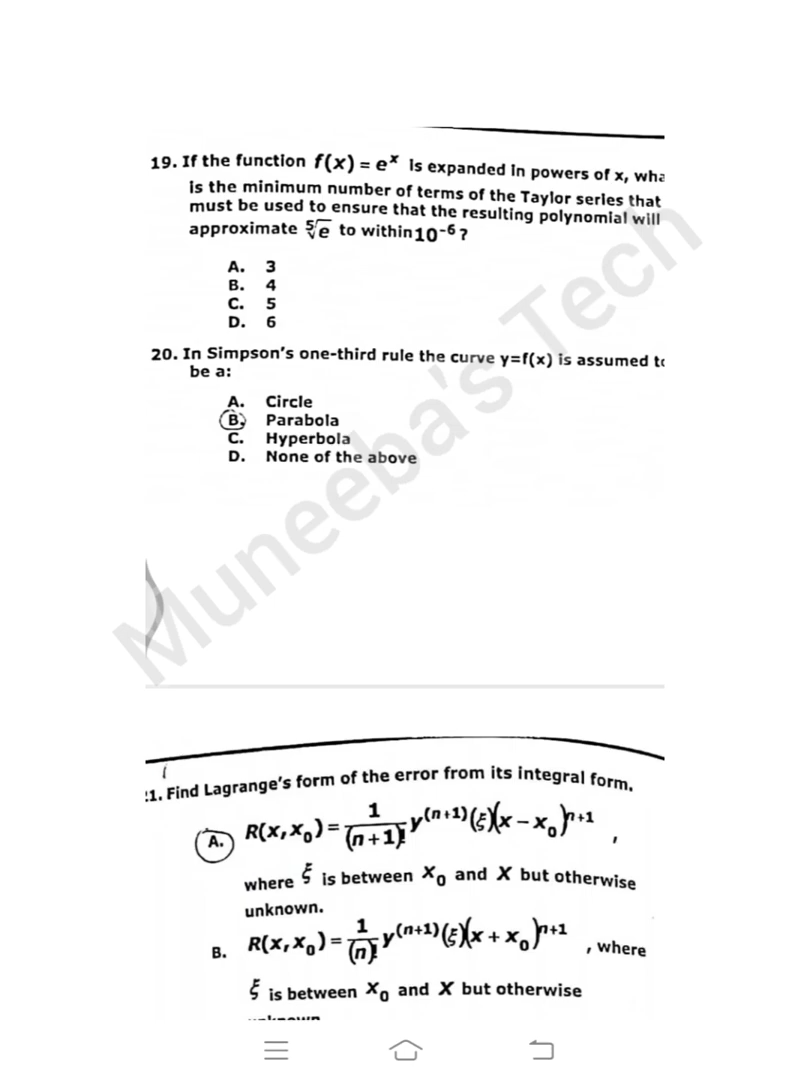 19. If the function f(x) = eˣ is expanded in powers of x, wha
is the minimum number of terms of the Taylor series that
must be used to ensure that the resulting polynomial will
approximate ⁵√e to within 10⁻⁶ ?
A. 3
B. 4
C. 5
D. 6
20. In Simpson's one-third rule the curve y=f(x) is assumed to
be a:
A. Circle
B. Parabola
C. Hyperbola
D. None of the above
Muneeba's Tech
21. Find Lagrange's form of the error from its integral form.
A. R(x,x₀) = 1/(n+1)! y⁽ⁿ⁺¹⁾(ξ)(x − x₀)ⁿ⁺¹ ,
where ξ is between x₀ and X but otherwise
unknown.
B. R(x,x₀) = 1/(n)! y⁽ⁿ⁺¹⁾(ξ)(x + x₀)ⁿ⁺¹ , where
ξ is between x₀ and X but otherwise